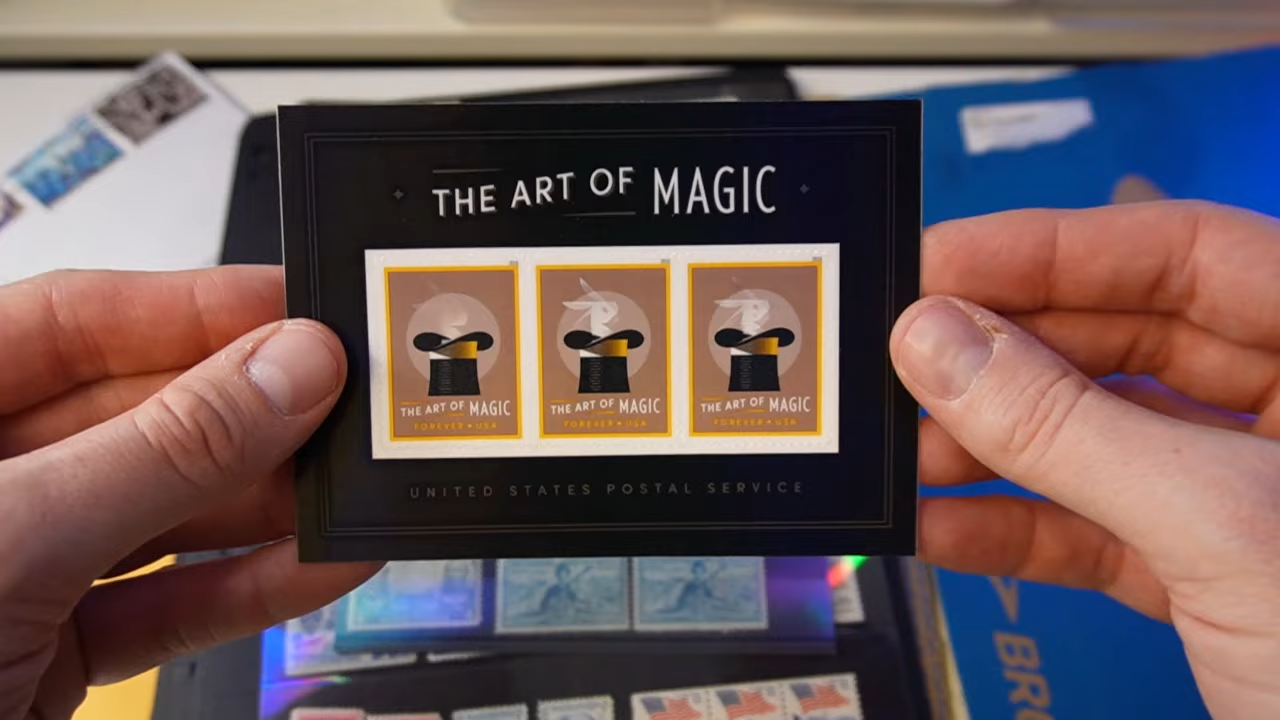 THE ART OF MAGIC
THE ART OF MAGIC
FOREVER • USA
THE ART OF MAGIC
FOREVER • USA
THE ART OF MAGIC
FOREVER • USA
UNITED STATES POSTAL SERVICE
BRO